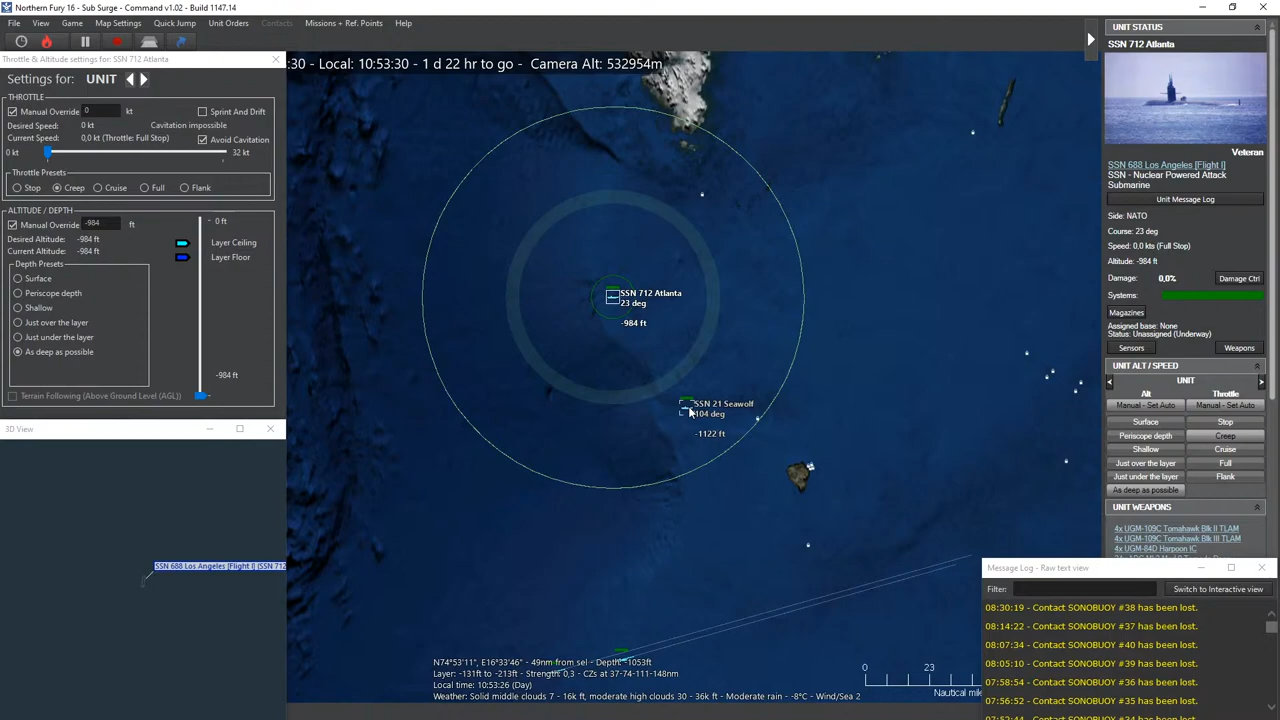 Northern Fury 16 - Sub Surge - Command v1.02 - Build 1147.14
File View Game Map Settings Quick Jump Unit Orders Contacts Missions + Ref. Points Help
Throttle & Altitude settings for: SSN 712 Atlanta
Settings for: UNIT
THROTTLE
Manual Override 0 kt Sprint And Drift
Desired Speed: 0 kt Cavitation impossible
Current Speed: 0,0 kt (Throttle: Full Stop) Avoid Cavitation
0 kt 32 kt
Throttle Presets
Stop Creep Cruise Full Flank
ALTITUDE / DEPTH
Manual Override -984 ft
Desired Altitude: -984 ft
Current Altitude: -984 ft
Depth Presets
Surface
Periscope depth
Shallow
Just over the layer
Just under the layer
As deep as possible
- 0 ft
Layer Ceiling
Layer Floor
-984 ft
Terrain Following (Above Ground Level (AGL))
3D View
SSN 688 Los Angeles [Flight I] (SSN 712
:30 - Local: 10:53:30 - 1 d 22 hr to go - Camera Alt: 532954m
SSN 712 Atlanta
23 deg
-984 ft
SSN 21 Seawolf
104 deg
-1122 ft
N74°53'11", E16°33'46" - 49nm from sel - Depth:-1053ft
Layer: -131ft to -213ft - Strength: 0,3 - CZs at 37-74-111-148nm
Local time: 10:53:26 (Day)
Weather: Solid middle clouds 7 - 16k ft, moderate high clouds 30 - 36k ft - Moderate rain - -8°C - Wind/Sea 2
0 23
Nautical mile
UNIT STATUS
SSN 712 Atlanta
Veteran
SSN 688 Los Angeles [Flight I]
SSN - Nuclear Powered Attack
Submarine
Unit Message Log
Side: NATO
Course: 23 deg
Speed: 0,0 kts (Full Stop)
Altitude: -984 ft
Damage: 0,0% Damage Ctrl
Systems:
Magazines
Assigned base: None
Status: Unassigned (Underway)
Sensors Weapons
UNIT ALT / SPEED
UNIT
Alt Throttle
Manual - Set Auto Manual - Set Auto
Surface Stop
Periscope depth Creep
Shallow Cruise
Just over the layer Full
Just under the layer Flank
As deep as possible
UNIT WEAPONS
4x UGM-109C Tomahawk Blk II TLAM
4x UGM-109C Tomahawk Blk III TLAM
4x UGM-84D Harpoon IC
Message Log - Raw text view
Filter: Switch to Interactive view
08:30:19 - Contact SONOBUOY #38 has been lost.
08:14:22 - Contact SONOBUOY #37 has been lost.
08:07:34 - Contact SONOBUOY #40 has been lost.
08:05:10 - Contact SONOBUOY #39 has been lost.
07:58:54 - Contact SONOBUOY #36 has been lost.
07:56:52 - Contact SONOBUOY #35 has been lost.